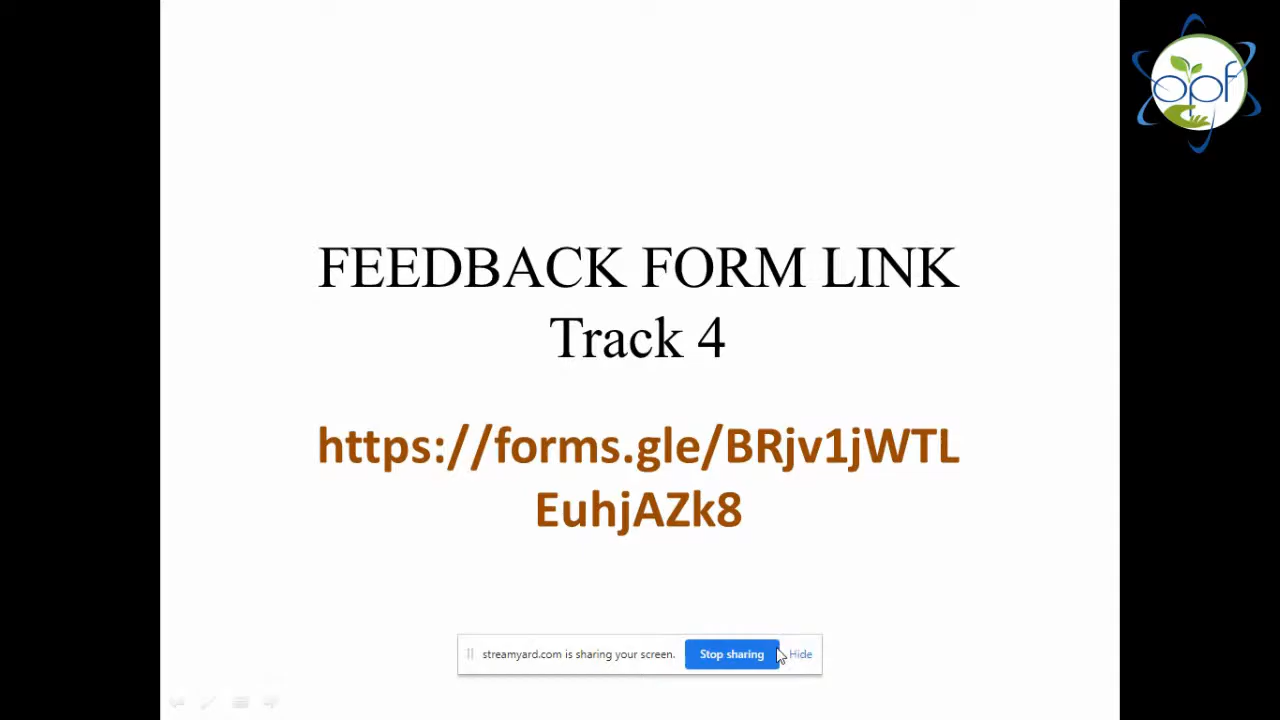 opf
FEEDBACK FORM LINK
Track 4
https://forms.gle/BRjv1jWTL
EuhjAZk8
streamyard.com is sharing your screen.
Stop sharing
Hide